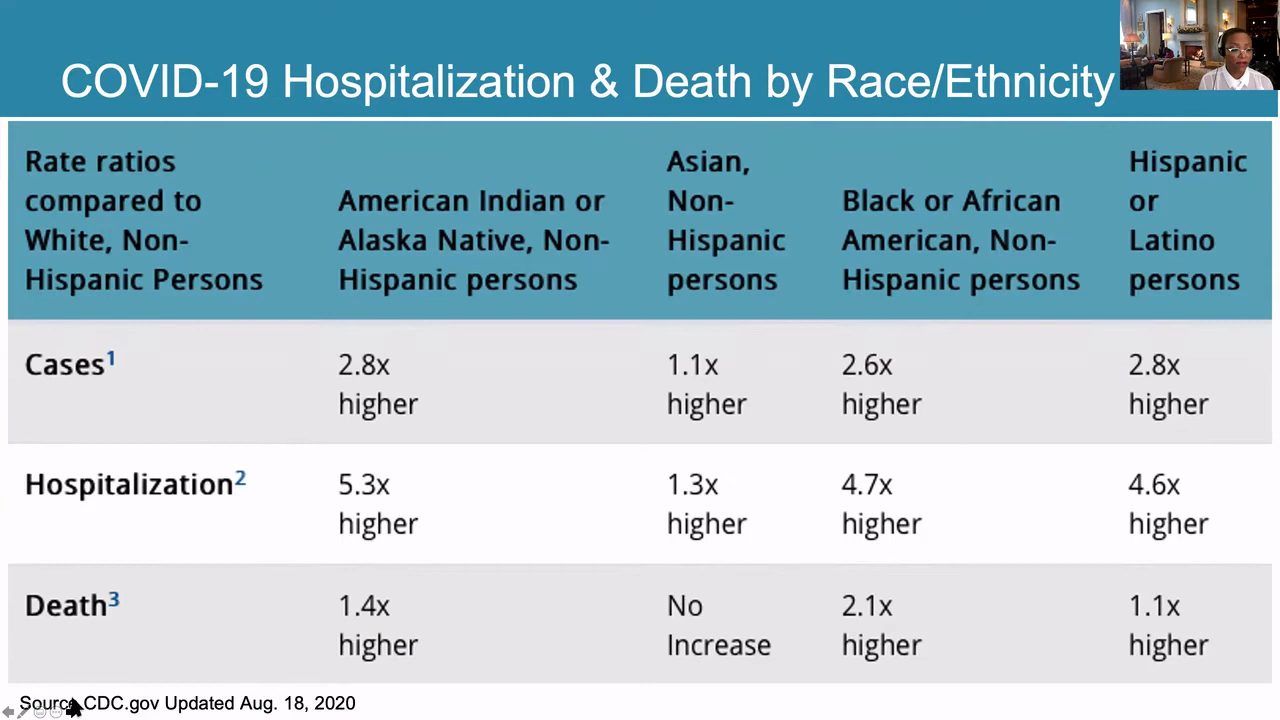 COVID-19 Hospitalization & Death by Race/Ethnicity
Rate ratios
compared to
White, Non-
Hispanic Persons
American Indian or
Alaska Native, Non-
Hispanic persons
Asian,
Non-
Hispanic
persons
Black or African
American, Non-
Hispanic persons
Hispanic
or
Latino
persons
Cases1
2.8x
higher
1.1x
higher
2.6x
higher
2.8x
higher
Hospitalization2
5.3x
higher
1.3x
higher
4.7x
higher
4.6x
higher
Death3
1.4x
higher
No
Increase
2.1x
higher
1.1x
higher
Source CDC.gov Updated Aug. 18, 2020